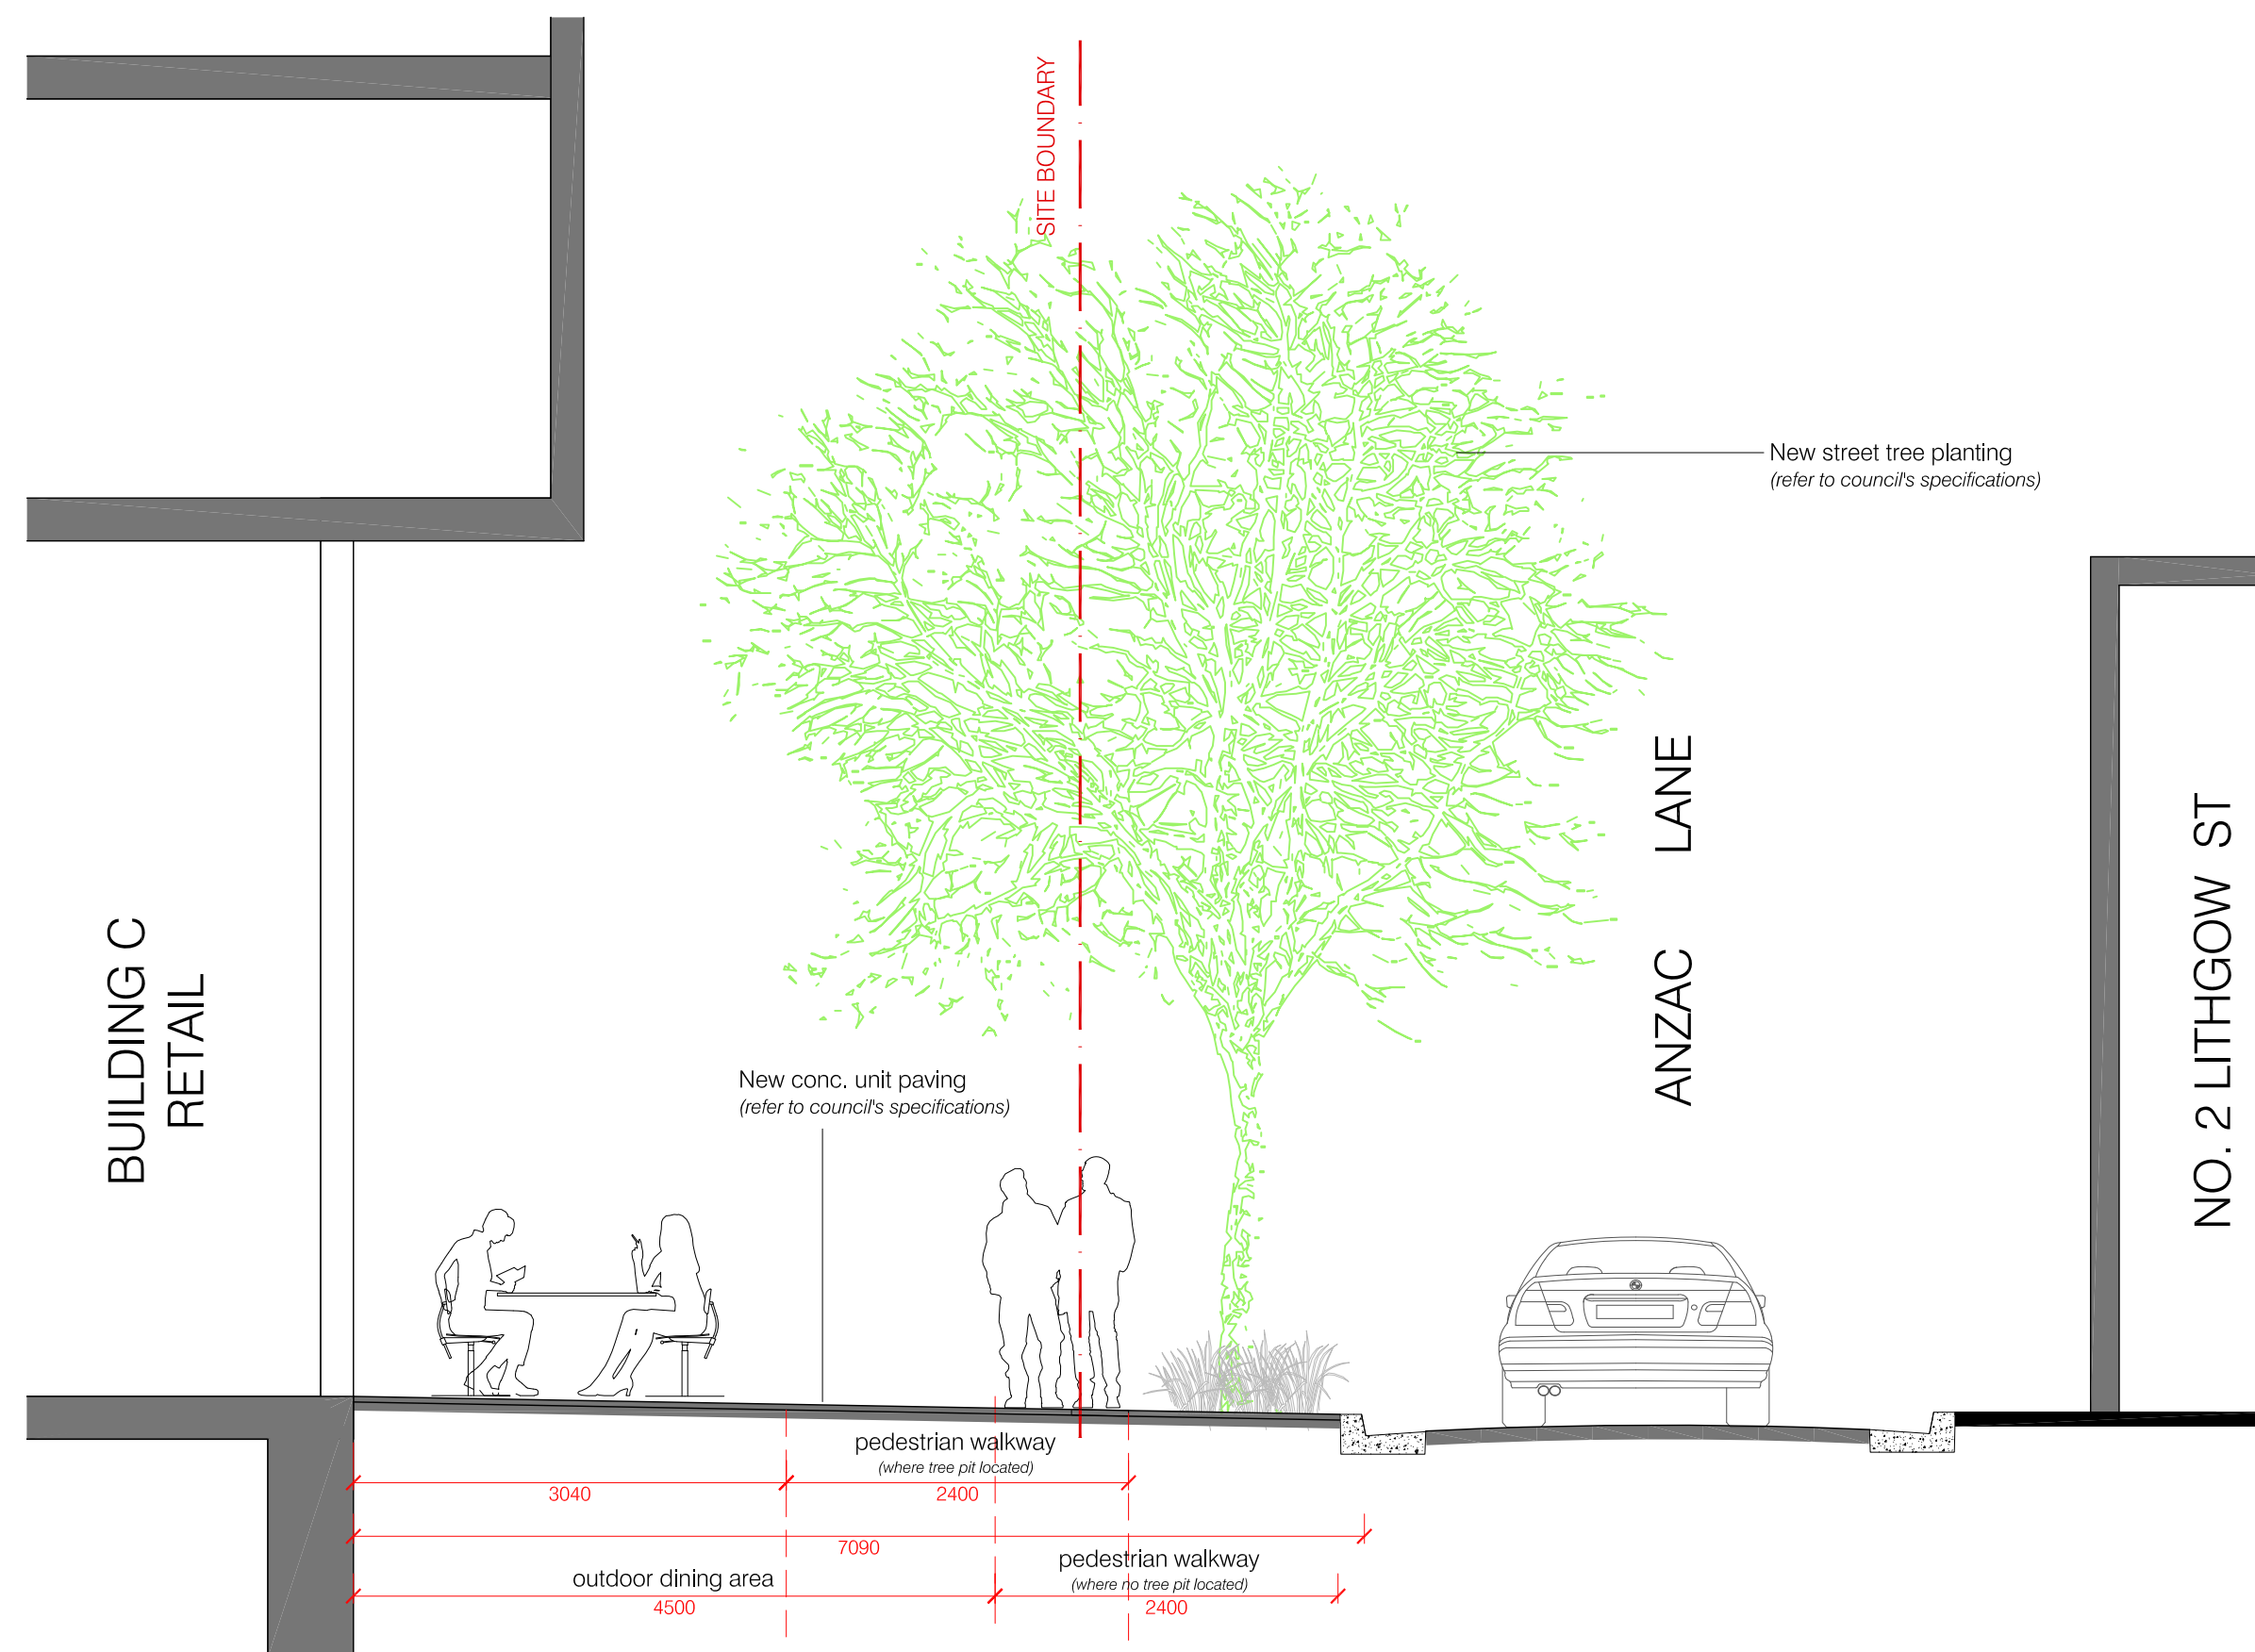 SITE BOUNDARY
New street tree planting
(refer to council's specifications)
BUILDING C
RETAIL
ANZAC LANE
NO. 2 LITHGOW ST
New conc. unit paving
(refer to council's specifications)
pedestrian walkway
(where tree pit located)
3040
2400
7090
outdoor dining area
4500
pedestrian walkway
(where no tree pit located)
2400